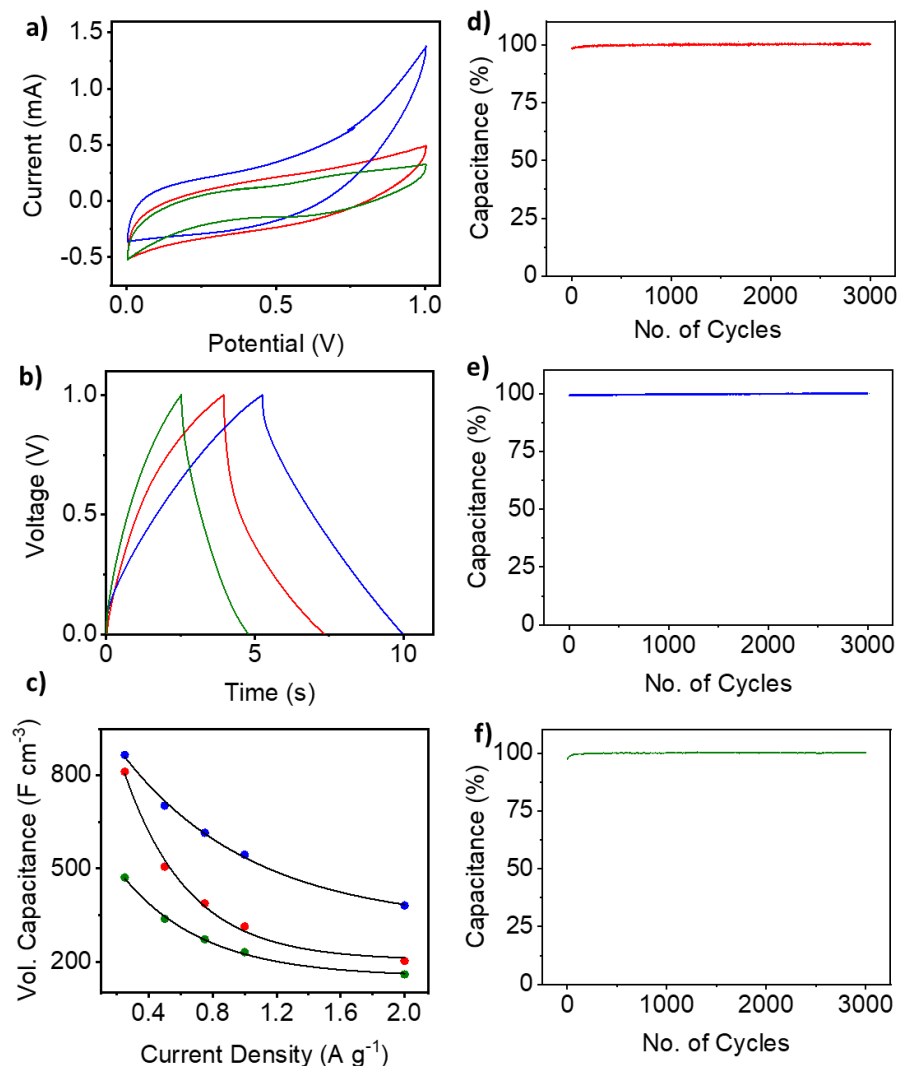 a)
1.5
1.0
0.5
0.0
-0.5
Current (mA)
0.0 0.5 1.0
Potential (V)
b)
1.0
0.5
0.0
Voltage (V)
0 5 10
Time (s)
c)
800
500
200
Vol. Capacitance (F cm⁻³)
0.4 0.8 1.2 1.6 2.0
Current Density (A g⁻¹)
d)
100
75
50
25
0
Capacitance (%)
0 1000 2000 3000
No. of Cycles
e)
100
75
50
25
0
Capacitance (%)
0 1000 2000 3000
No. of Cycles
f)
100
75
50
25
0
Capacitance (%)
0 1000 2000 3000
No. of Cycles